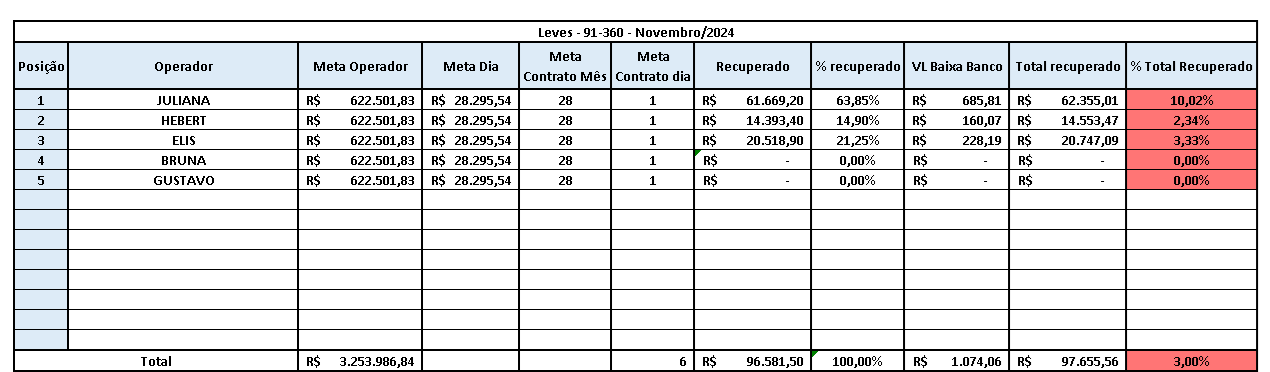 Leves - 91-360 - Novembro/2024
Posição Operador Meta Operador Meta Dia Meta Contrato Mês Meta Contrato dia Recuperado % recuperado VL Baixa Banco Total recuperado % Total Recuperado
1 JULIANA R$ 622.501,83 R$ 28.295,54 28 1 R$ 61.669,20 63,85% R$ 685,81 R$ 62.355,01 10,02%
2 HEBERT R$ 622.501,83 R$ 28.295,54 28 1 R$ 14.393,40 14,90% R$ 160,07 R$ 14.553,47 2,34%
3 ELIS R$ 622.501,83 R$ 28.295,54 28 1 R$ 20.518,90 21,25% R$ 228,19 R$ 20.747,09 3,33%
4 BRUNA R$ 622.501,83 R$ 28.295,54 28 1 R$ - 0,00% R$ - R$ - 0,00%
5 GUSTAVO R$ 622.501,83 R$ 28.295,54 28 1 R$ - 0,00% R$ - R$ - 0,00%
Total R$ 3.253.986,84 6 R$ 96.581,50 100,00% R$ 1.074,06 R$ 97.655,56 3,00%